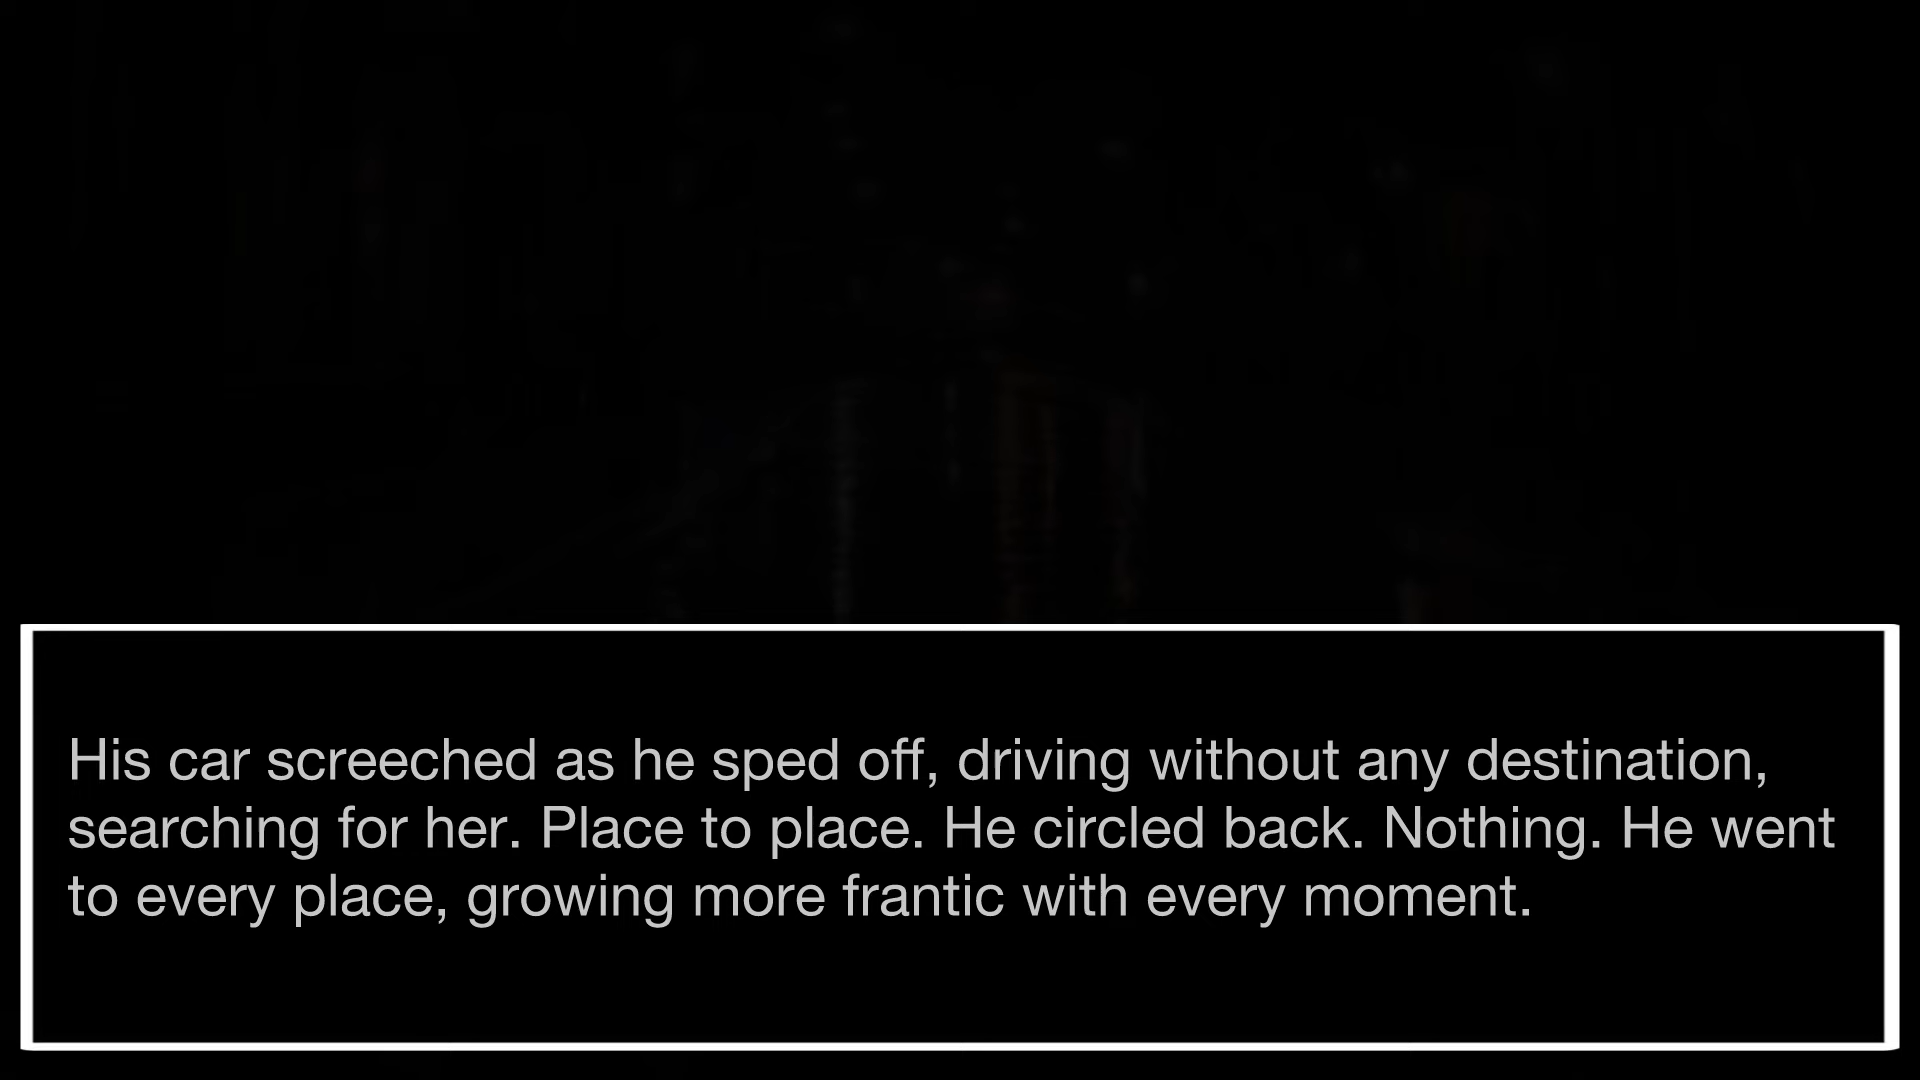 His car screeched as he sped off, driving without any destination,
searching for her. Place to place. He circled back. Nothing. He went
to every place, growing more frantic with every moment.